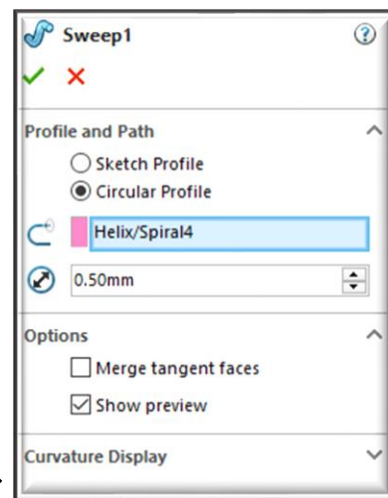 Sweep1
Profile and Path
Sketch Profile
Circular Profile
Helix/Spiral4
0.50mm
Options
Merge tangent faces
Show preview
Curvature Display